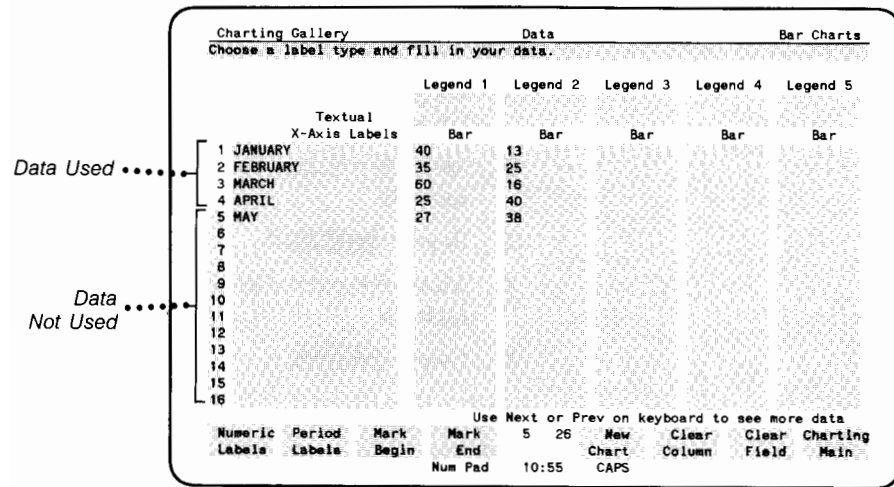 Charting Gallery Data Bar Charts
Choose a label type and fill in your data.
Legend 1 Legend 2 Legend 3 Legend 4 Legend 5
Textual
X-Axis Labels Bar Bar Bar Bar Bar
Data Used
1 JANUARY 40 13
2 FEBRUARY 35 25
3 MARCH 60 16
4 APRIL 25 40
5 MAY 27 38
6
7
8
9
Data
Not Used
10
11
12
13
14
15
16
Use Next or Prev on keyboard to see more data
Numeric Period Mark Mark 5 26 New Clear Clear Charting
Labels Labels Begin End Chart Column Field Main
Num Pad 10:55 CAPS